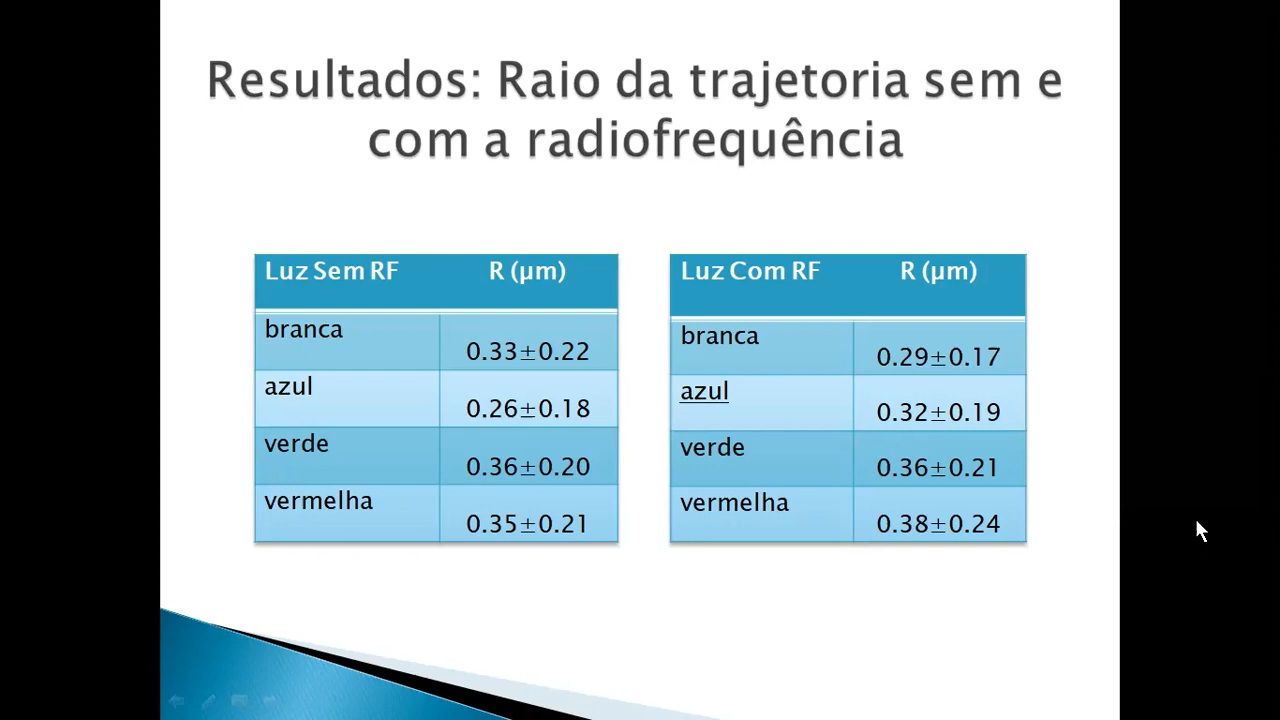 Resultados: Raio da trajetoria sem e
com a radiofrequência
Luz Sem RF R (µm)
branca 0.33±0.22
azul 0.26±0.18
verde 0.36±0.20
vermelha 0.35±0.21
Luz Com RF R (µm)
branca 0.29±0.17
azul 0.32±0.19
verde 0.36±0.21
vermelha 0.38±0.24